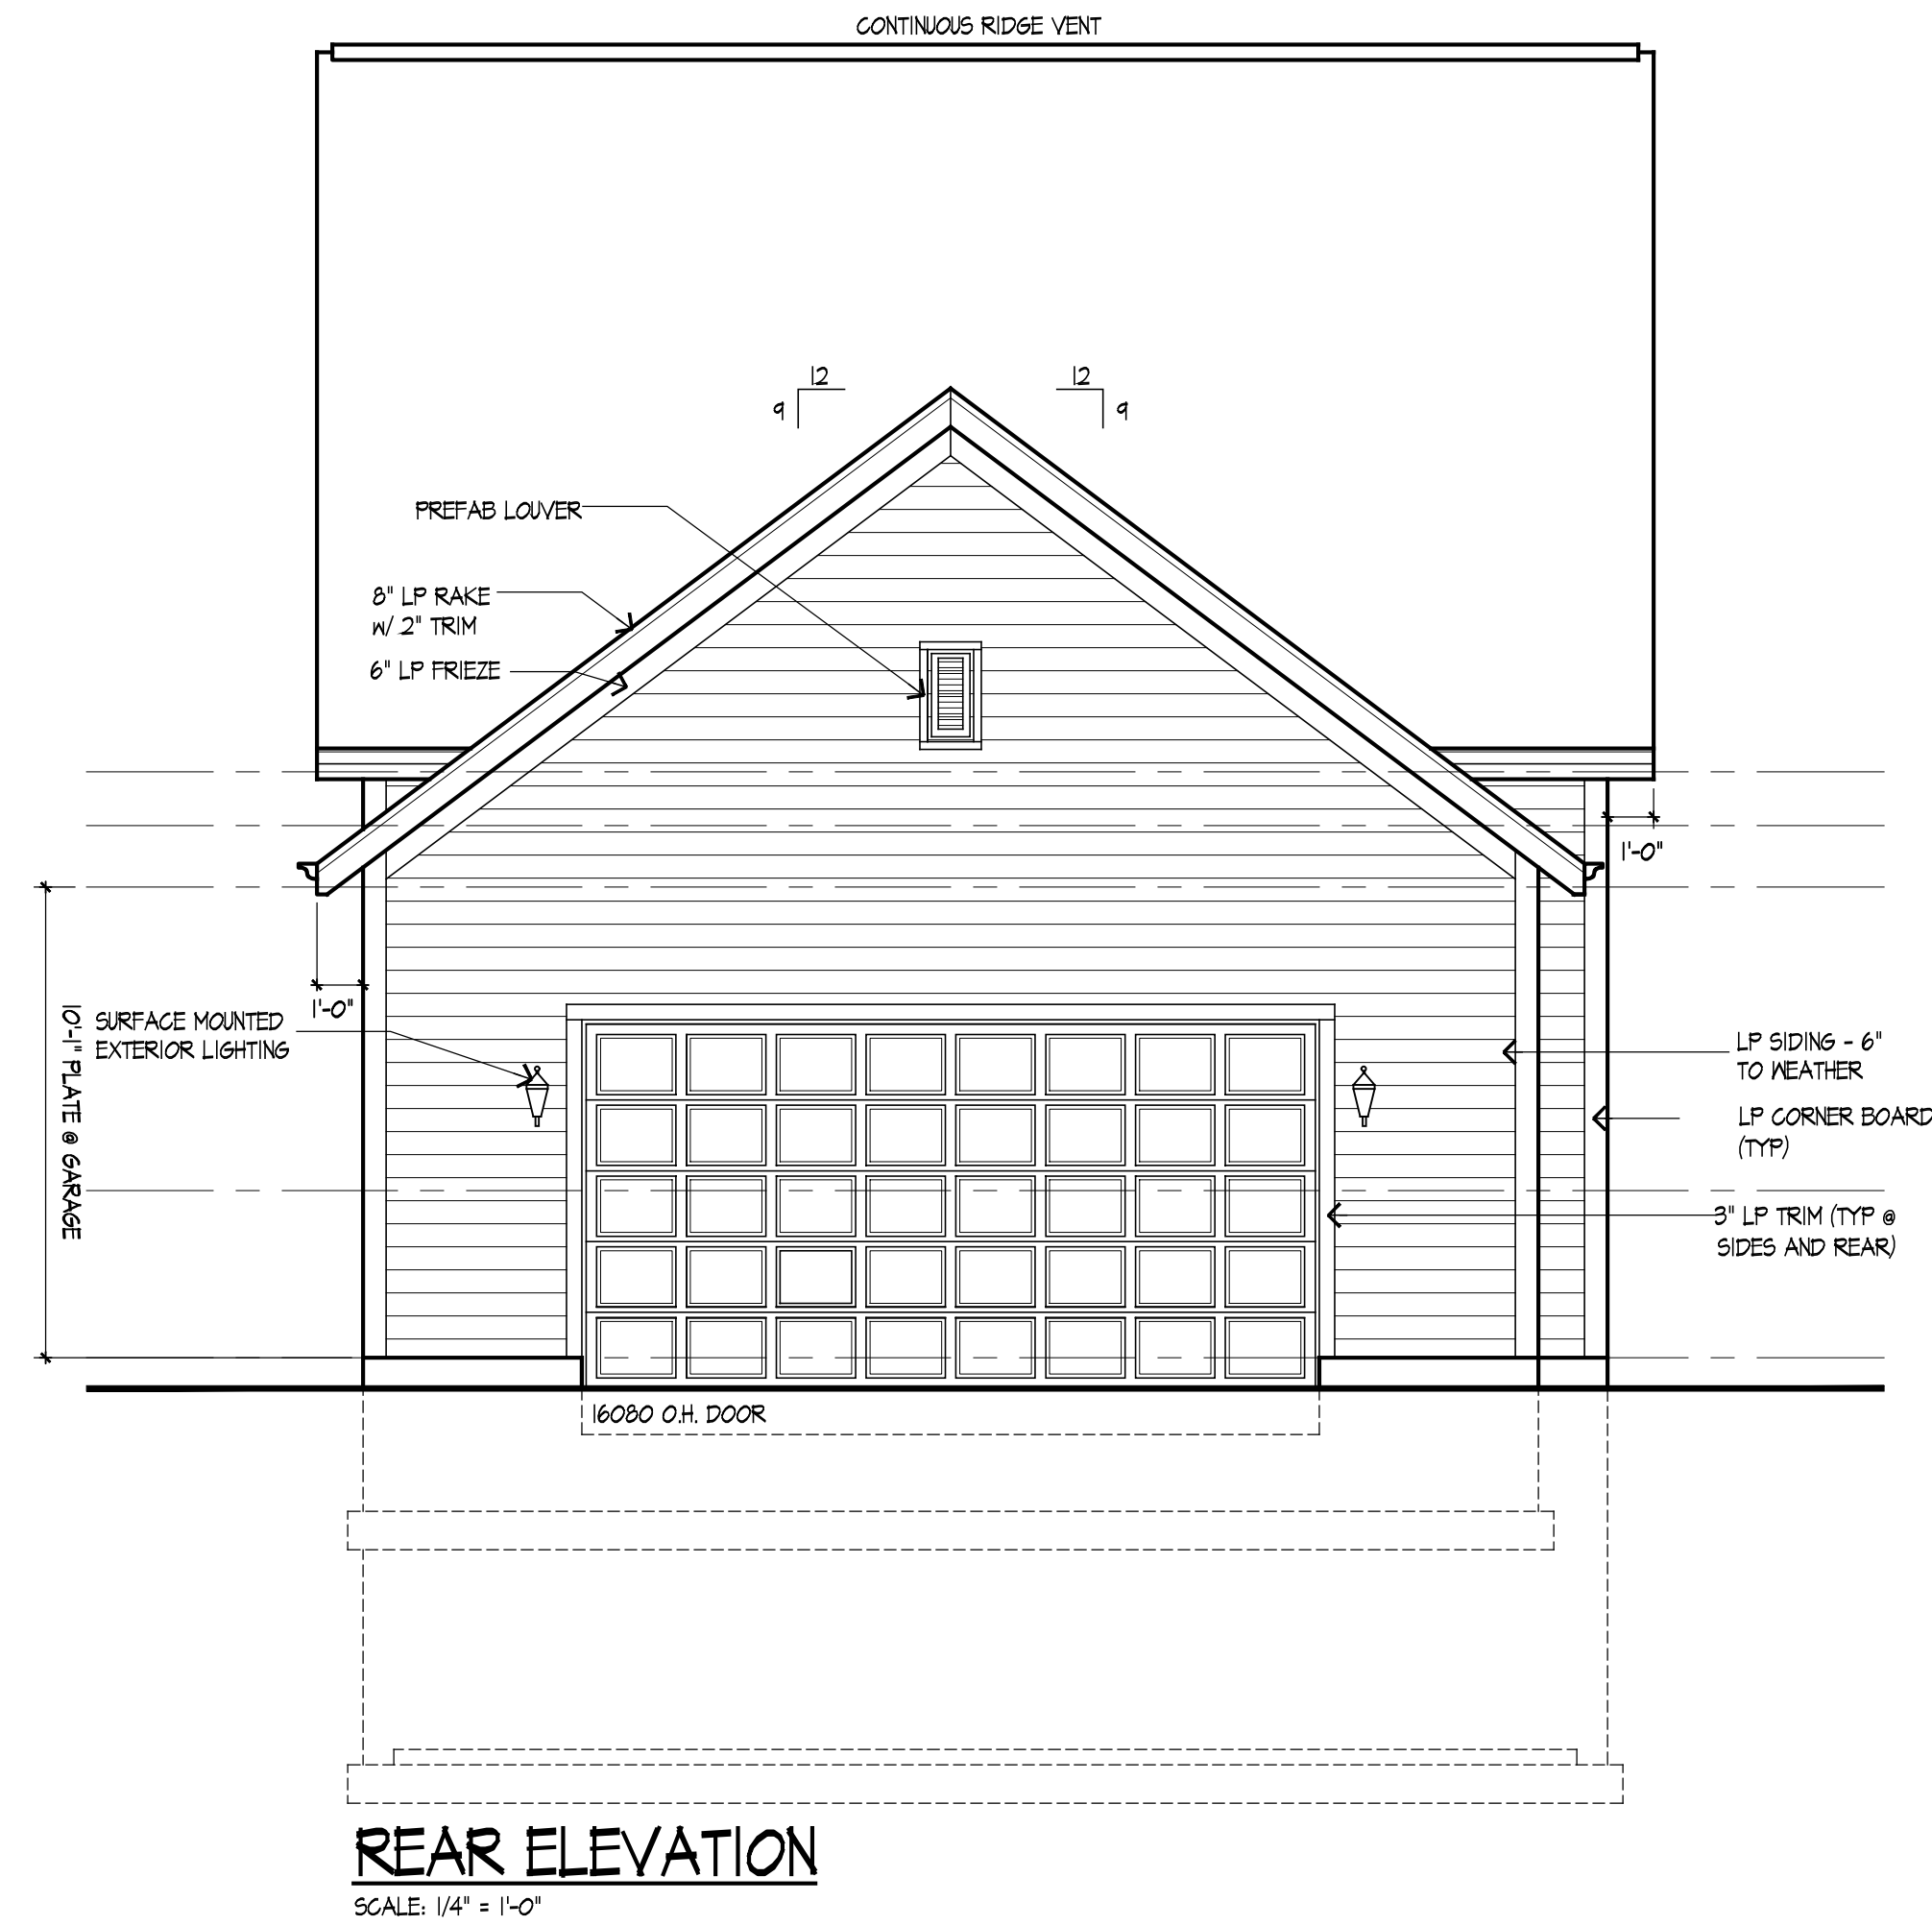 CONTINUOUS RIDGE VENT
12
12
9
9
PREFAB LOUVER
8" LP RAKE
W/ 2" TRIM
6" LP FRIEZE
1'-0"
1'-0"
10'-1" PLATE @ GARAGE
SURFACE MOUNTED
EXTERIOR LIGHTING
LP SIDING - 6"
TO WEATHER
LP CORNER BOARD
(TYP)
3" LP TRIM (TYP @
SIDES AND REAR)
16080 O.H. DOOR
REAR ELEVATION
SCALE: 1/4" = 1'-0"